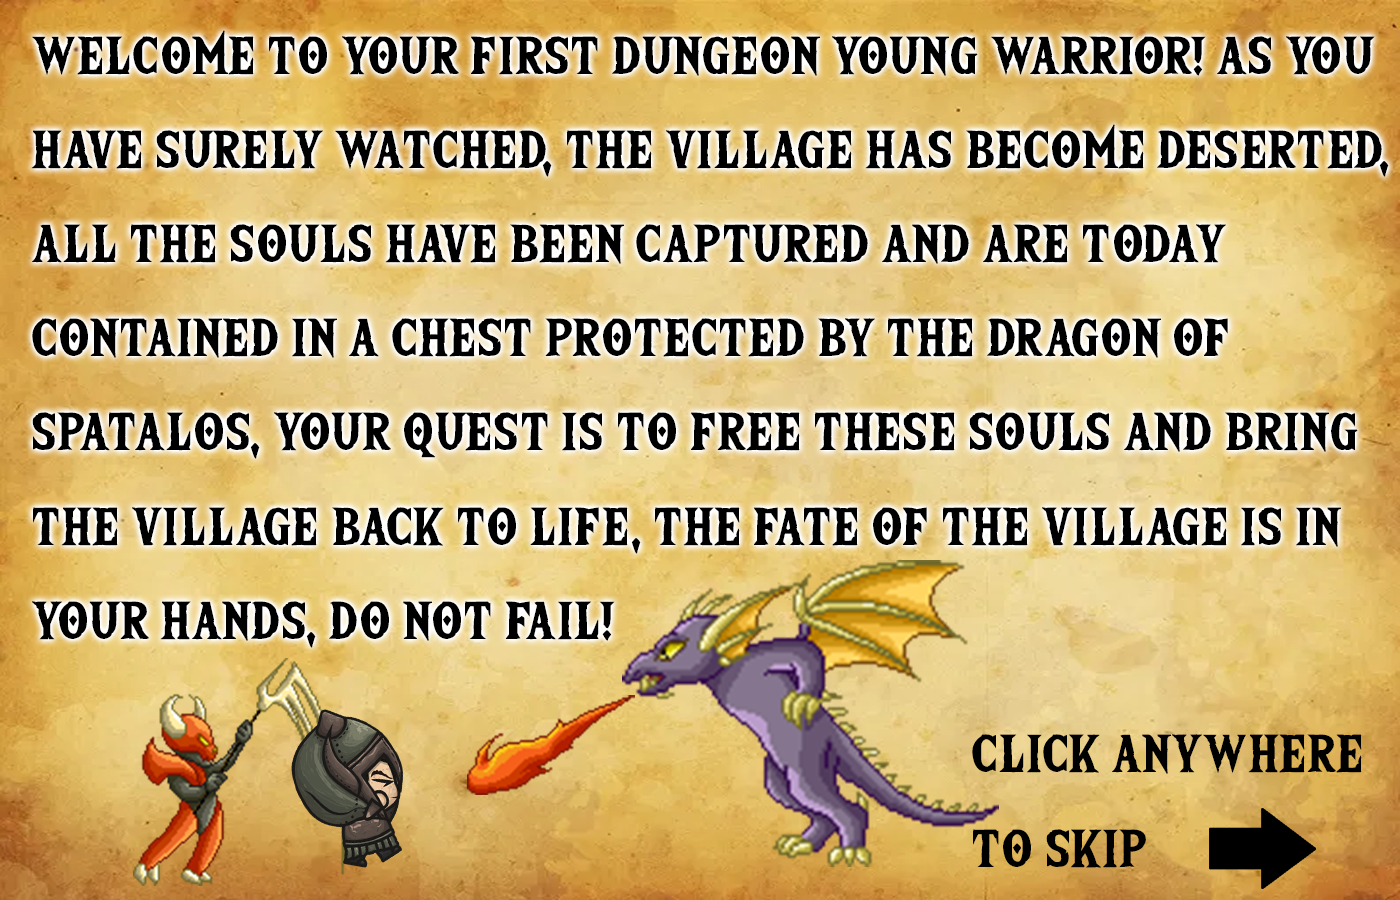 WELCOME TO YOUR FIRST DUNGEON YOUNG WARRIOR! AS YOU
HAVE SURELY WATCHED, THE VILLAGE HAS BECOME DESERTED,
ALL THE SOULS HAVE BEEN CAPTURED AND ARE TODAY
CONTAINED IN A CHEST PROTECTED BY THE DRAGON OF
SPATALOS, YOUR QUEST IS TO FREE THESE SOULS AND BRING
THE VILLAGE BACK TO LIFE, THE FATE OF THE VILLAGE IS IN
YOUR HANDS, DO NOT FAIL!
CLICK ANYWHERE
TO SKIP